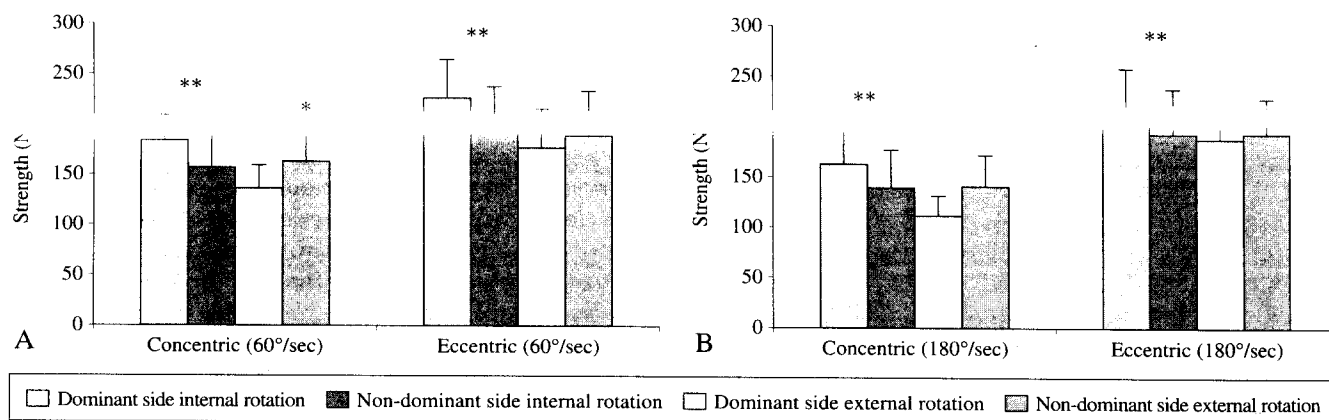 300
250
150
100
50
0
Strength (N
**
*
**
Concentric (60°/sec)
Eccentric (60°/sec)
A
300
250
150
100
50
0
Strength (N
**
**
Concentric (180°/sec)
Eccentric (180°/sec)
B
Dominant side internal rotation Non-dominant side internal rotation Dominant side external rotation Non-dominant side external rotation